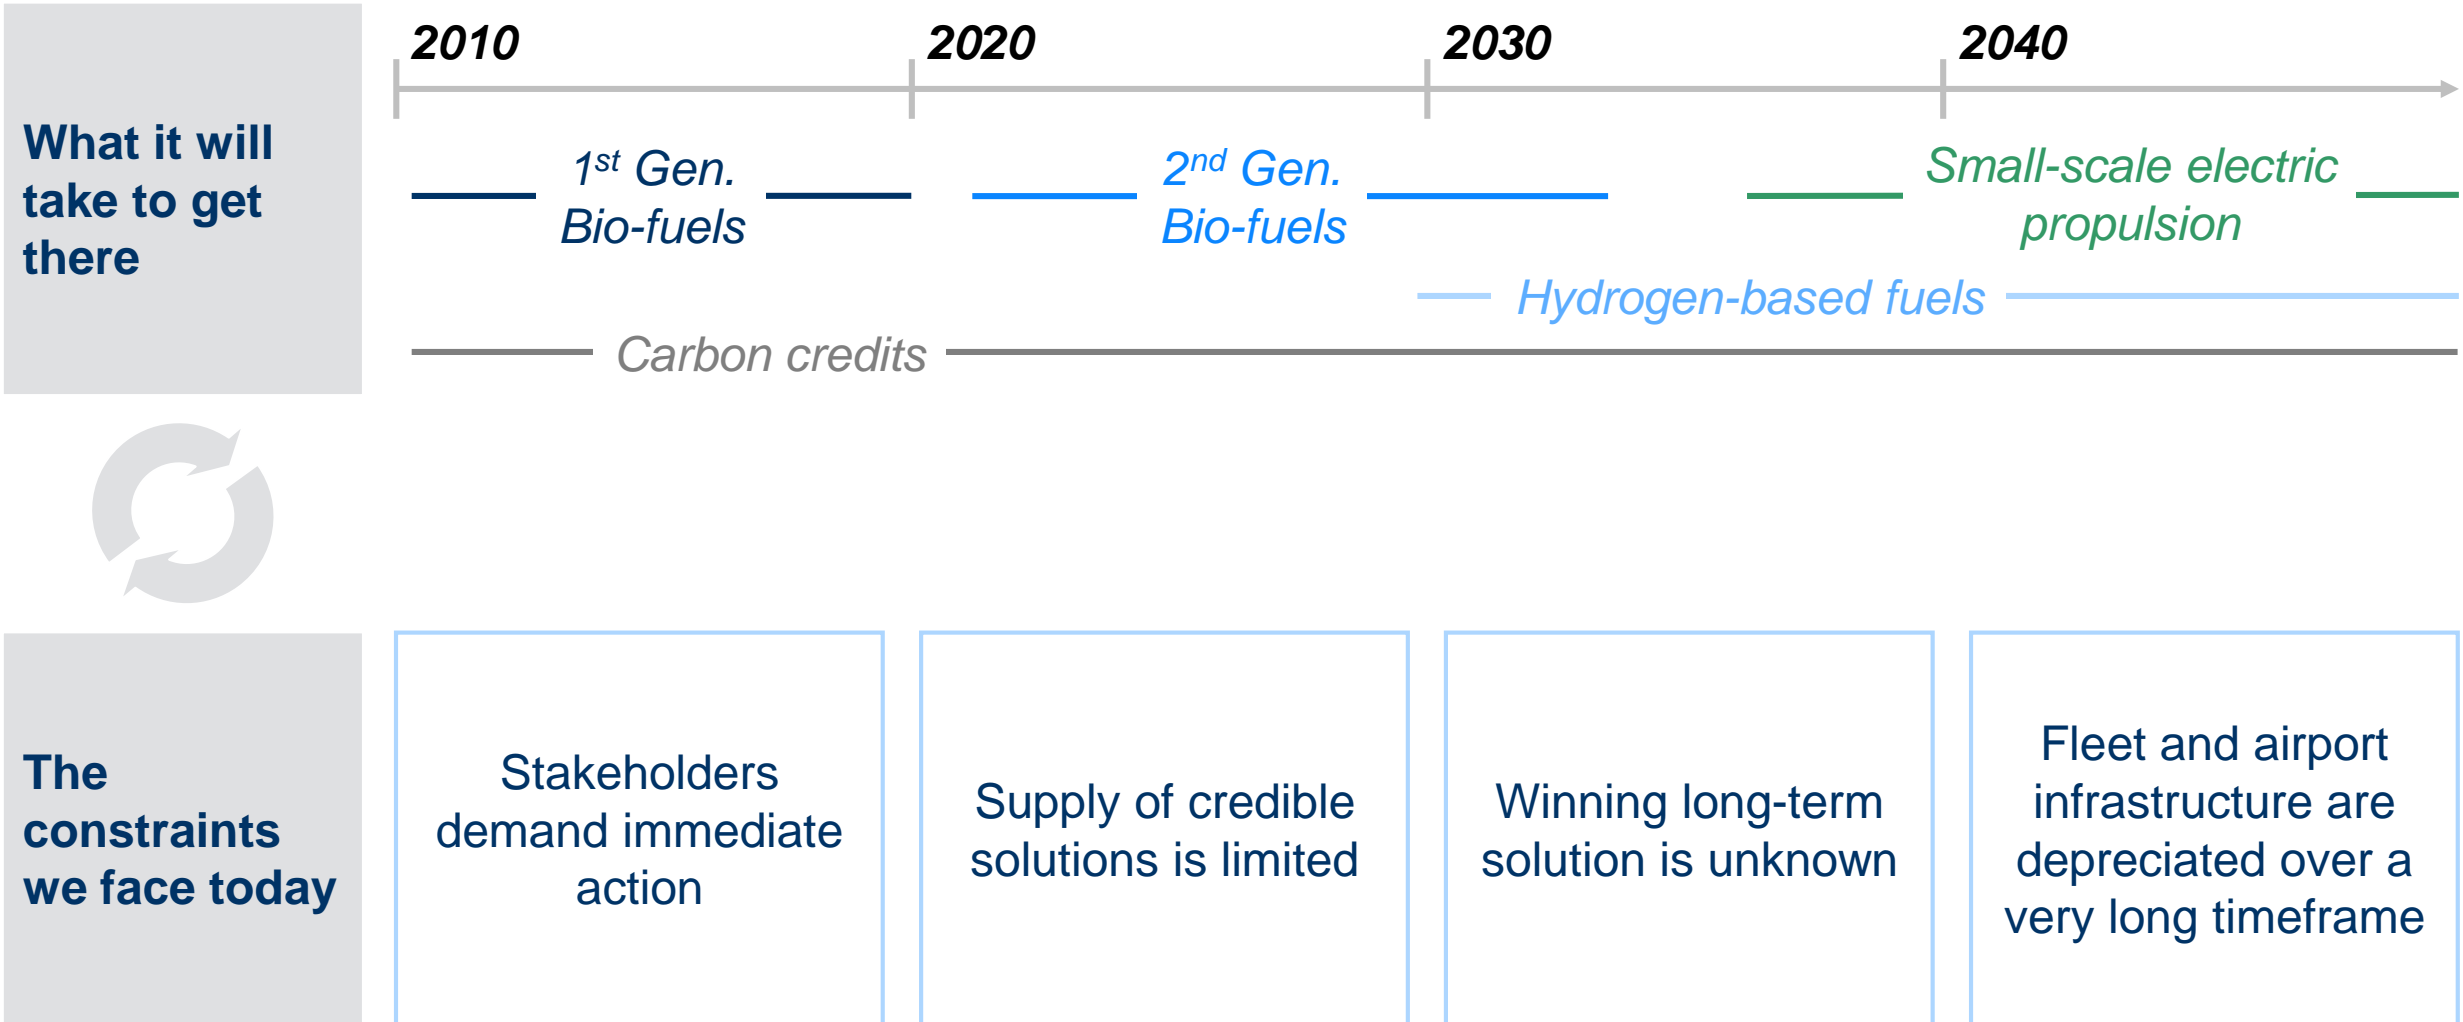 2010
2020
2030
2040
What it will
take to get
there
1st Gen.
Bio-fuels
2nd Gen.
Bio-fuels
Small-scale electric
propulsion
Hydrogen-based fuels
Carbon credits
The
constraints
we face today
Stakeholders
demand immediate
action
Supply of credible
solutions is limited
Winning long-term
solution is unknown
Fleet and airport
infrastructure are
depreciated over a
very long timeframe